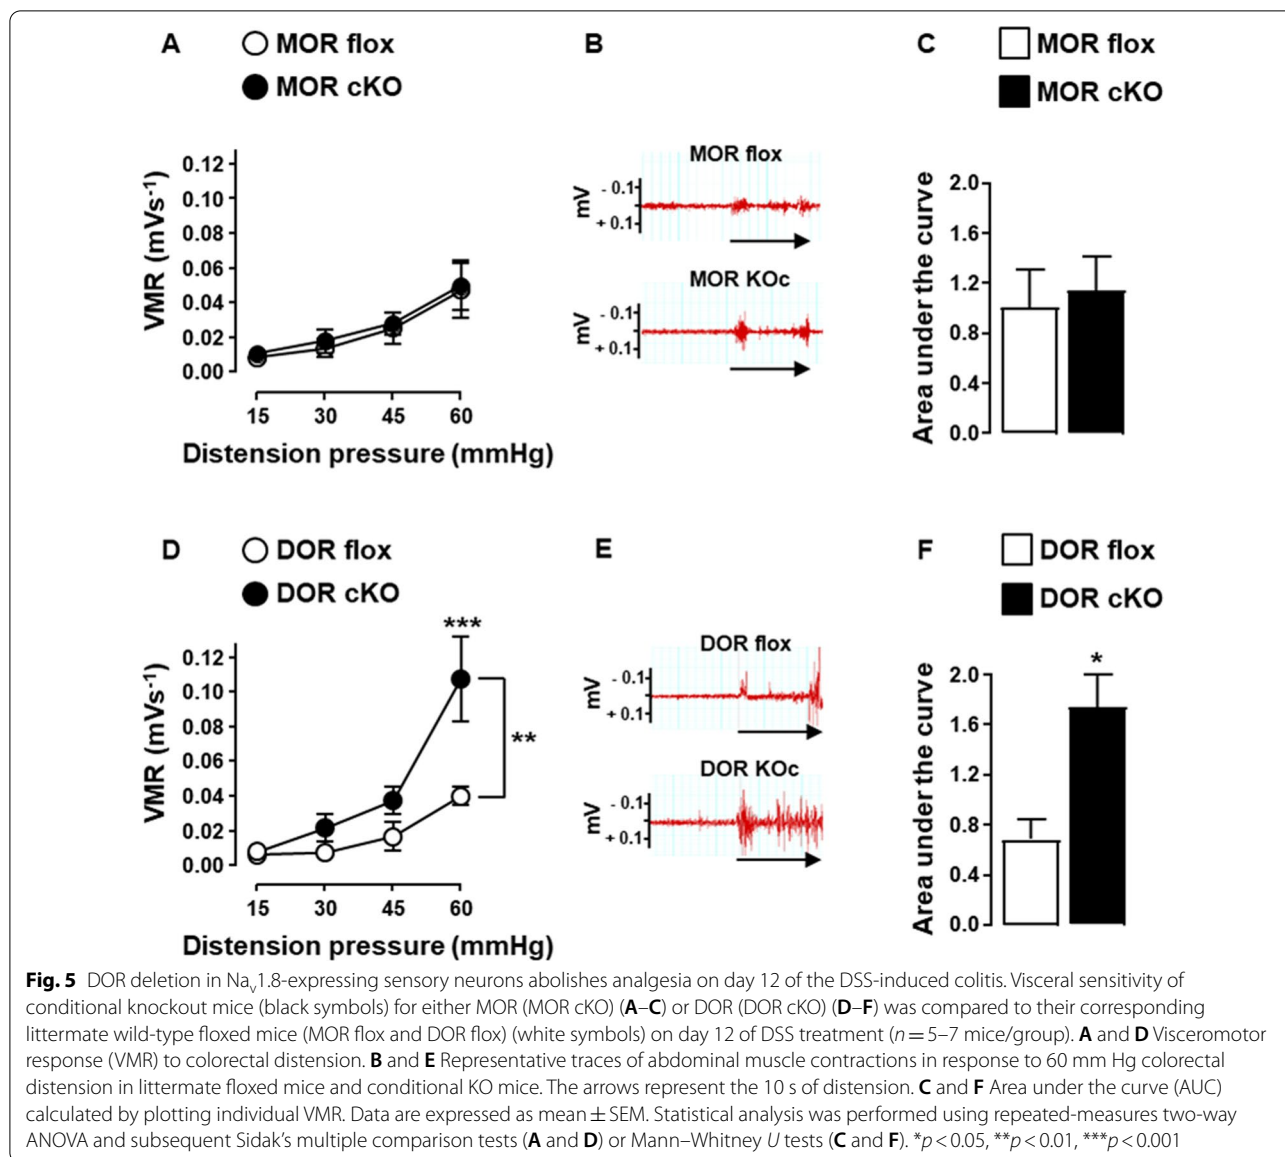 A
MOR flox
MOR cKO
VMR (mVs-1)
0.12
0.10
0.08
0.06
0.04
0.02
0.00
15 30 45 60
Distension pressure (mmHg)
B
MOR flox
mV
- 0.1
+ 0.1
MOR KOc
mV
- 0.1
+ 0.1
C
MOR flox
MOR cKO
Area under the curve
2.0
1.6
1.2
0.8
0.4
0.0
D
DOR flox
DOR cKO
VMR (mVs-1)
0.12
0.10
0.08
0.06
0.04
0.02
0.00
***
**
15 30 45 60
Distension pressure (mmHg)
E
DOR flox
mV
- 0.1
+ 0.1
DOR KOc
mV
- 0.1
+ 0.1
F
DOR flox
DOR cKO
Area under the curve
2.0
1.6
1.2
0.8
0.4
0.0
*
Fig. 5 DOR deletion in Nav1.8-expressing sensory neurons abolishes analgesia on day 12 of the DSS-induced colitis. Visceral sensitivity of
conditional knockout mice (black symbols) for either MOR (MOR cKO) (A–C) or DOR (DOR cKO) (D–F) was compared to their corresponding
littermate wild-type floxed mice (MOR flox and DOR flox) (white symbols) on day 12 of DSS treatment (n = 5–7 mice/group). A and D Visceromotor
response (VMR) to colorectal distension. B and E Representative traces of abdominal muscle contractions in response to 60 mm Hg colorectal
distension in littermate floxed mice and conditional KO mice. The arrows represent the 10 s of distension. C and F Area under the curve (AUC)
calculated by plotting individual VMR. Data are expressed as mean ± SEM. Statistical analysis was performed using repeated-measures two-way
ANOVA and subsequent Sidak's multiple comparison tests (A and D) or Mann–Whitney U tests (C and F). *p < 0.05, **p < 0.01, ***p < 0.001